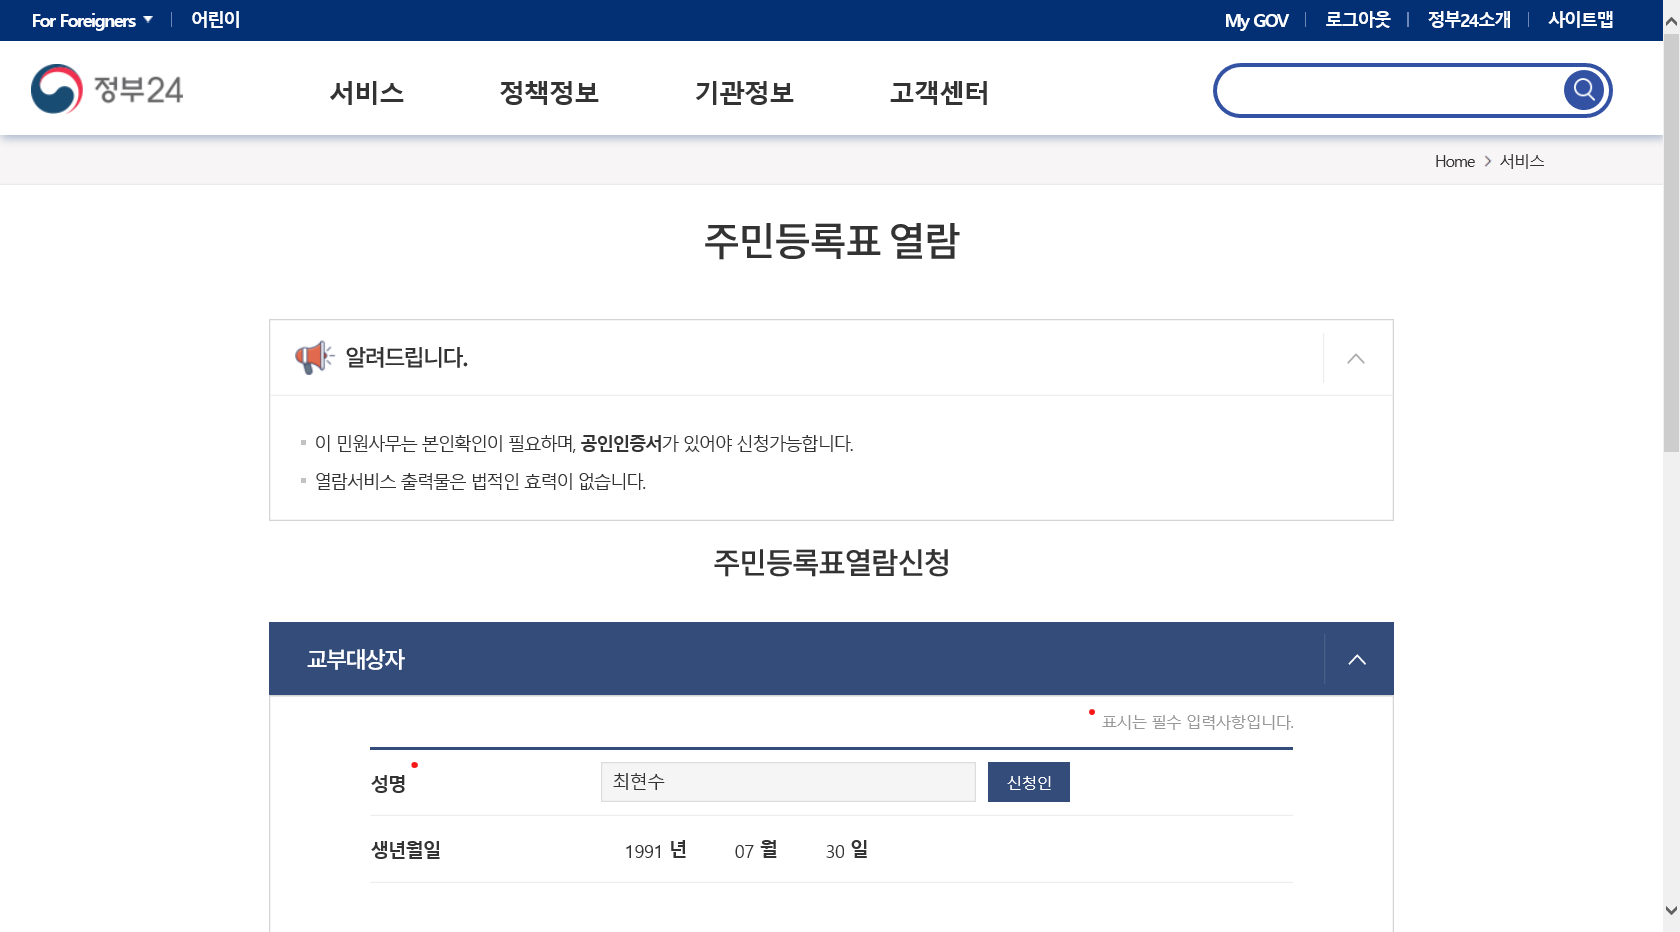 For Foreigners 어린이 My GOV 로그아웃 정부24소개 사이트맵
정부24 서비스 정책정보 기관정보 고객센터
Home > 서비스
주민등록표 열람
알려드립니다.
이 민원사무는 본인확인이 필요하며, 공인인증서가 있어야 신청가능합니다.
열람서비스 출력물은 법적인 효력이 없습니다.
주민등록표열람신청
교부대상자
표시는 필수 입력사항입니다.
성명 최현수 신청인
생년월일 1991 년 07 월 30 일